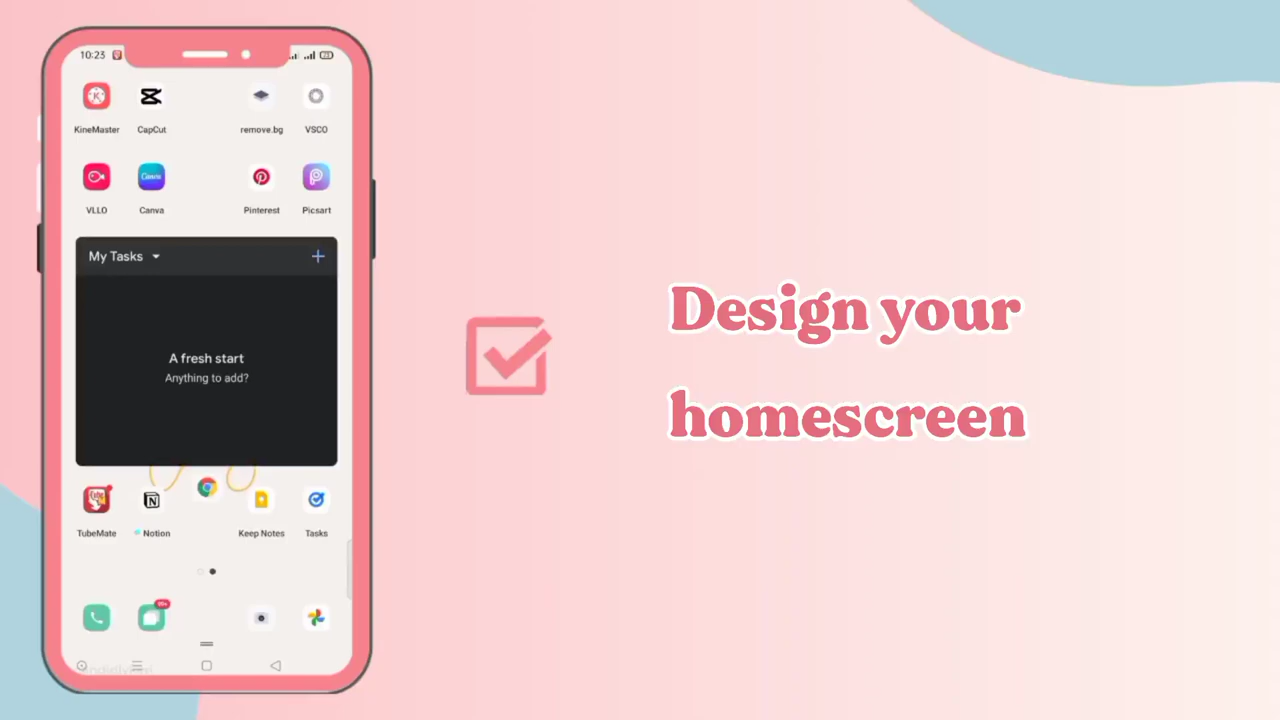 10:23
KineMaster CapCut remove.bg VSCO
VLLO Canva Pinterest Picsart
My Tasks
A fresh start
Anything to add?
TubeMate Notion Keep Notes Tasks
Design your
homescreen